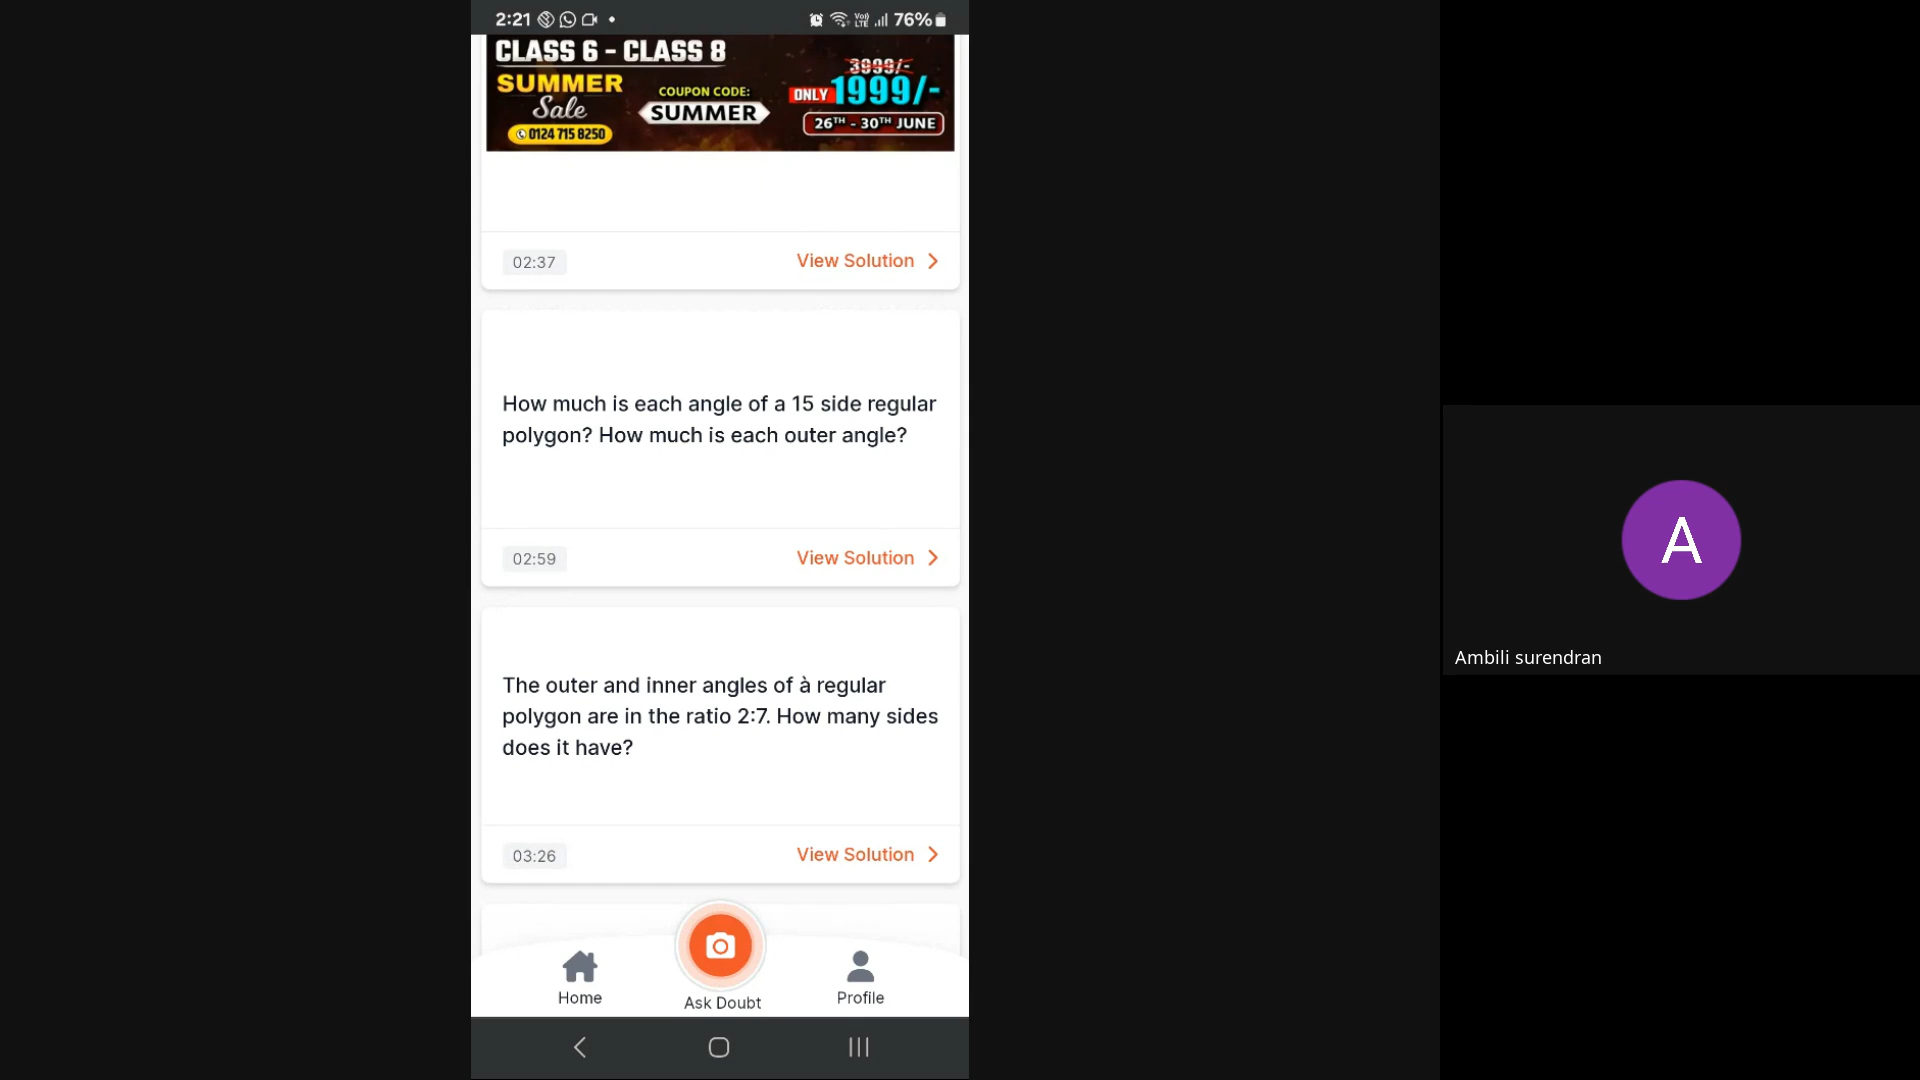 2:21 76%
CLASS 6 - CLASS 8
SUMMER
Sale
0124 715 8250
COUPON CODE:
SUMMER
3999/-
ONLY 1999/-
26TH - 30TH JUNE
02:37 View Solution
How much is each angle of a 15 side regular
polygon? How much is each outer angle?
02:59 View Solution
The outer and inner angles of à regular
polygon are in the ratio 2:7. How many sides
does it have?
03:26 View Solution
Home
Ask Doubt
Profile
A
Ambili surendran